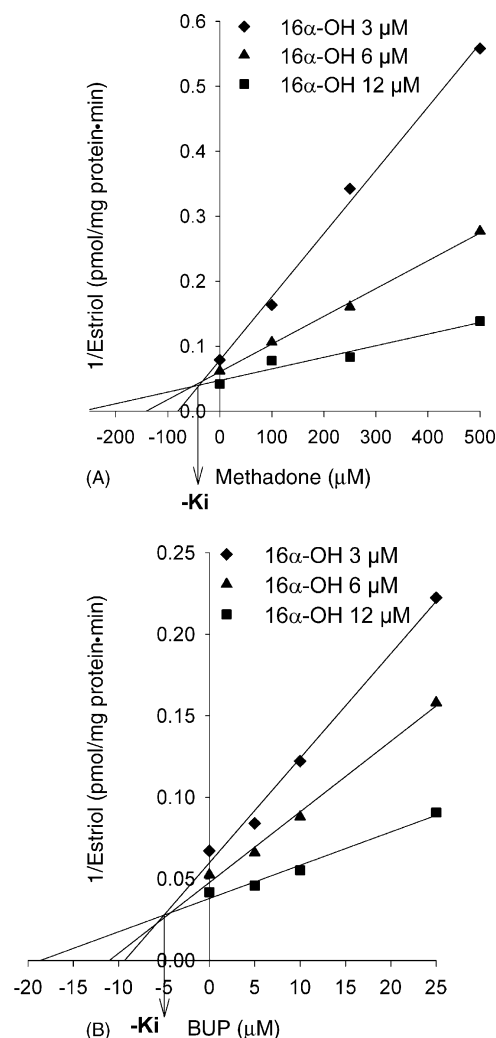 0.6
16α-OH 3 µM
16α-OH 6 µM
16α-OH 12 µM
0.5
0.4
0.3
0.2
0.1
0.0
1/Estriol (pmol/mg protein•min)
-200 -100 0 100 200 300 400 500
(A) Methadone (µM)
-Ki
0.25
16α-OH 3 µM
16α-OH 6 µM
16α-OH 12 µM
0.20
0.15
0.10
0.05
0.00
1/Estriol (pmol/mg protein•min)
-20 -15 -10 -5 0 5 10 15 20 25
(B) -Ki BUP (µM)